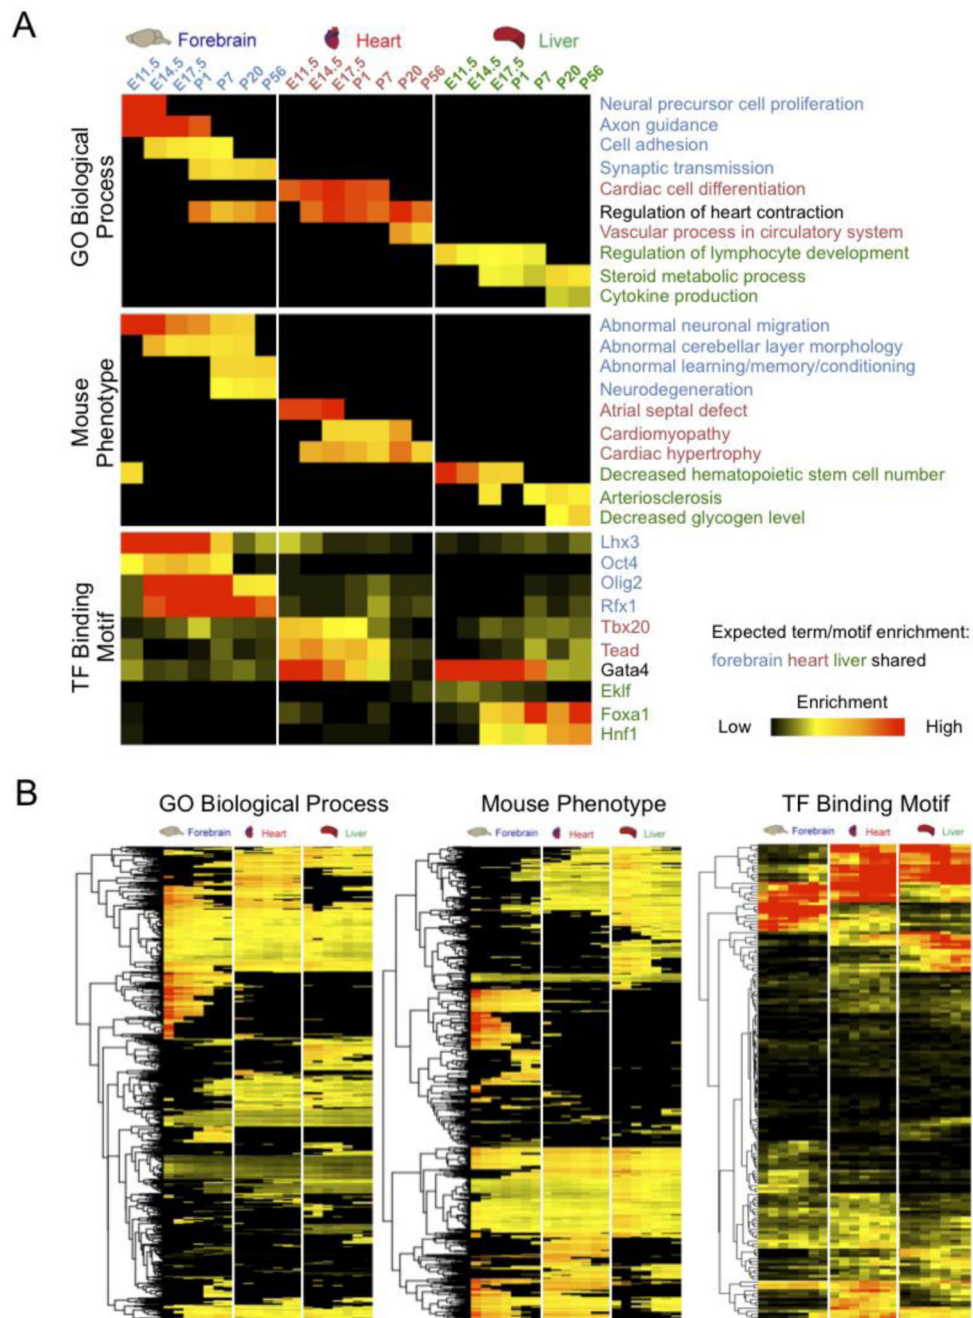 A
Forebrain Heart Liver
E11.5 E14.5 E17.5 P1 P7 P20 P56 E11.5 E14.5 E17.5 P1 P7 P20 P56 E11.5 E14.5 E17.5 P1 P7 P20 P56
GO Biological
Process
Neural precursor cell proliferation
Axon guidance
Cell adhesion
Synaptic transmission
Cardiac cell differentiation
Regulation of heart contraction
Vascular process in circulatory system
Regulation of lymphocyte development
Steroid metabolic process
Cytokine production
Mouse
Phenotype
Abnormal neuronal migration
Abnormal cerebellar layer morphology
Abnormal learning/memory/conditioning
Neurodegeneration
Atrial septal defect
Cardiomyopathy
Cardiac hypertrophy
Decreased hematopoietic stem cell number
Arteriosclerosis
Decreased glycogen level
TF Binding
Motif
Lhx3
Oct4
Olig2
Rfx1
Tbx20
Tead
Gata4
Eklf
Foxa1
Hnf1
Expected term/motif enrichment:
forebrain heart liver shared
Enrichment
Low High
B
GO Biological Process Mouse Phenotype TF Binding Motif
Forebrain Heart Liver Forebrain Heart Liver Forebrain Heart Liver